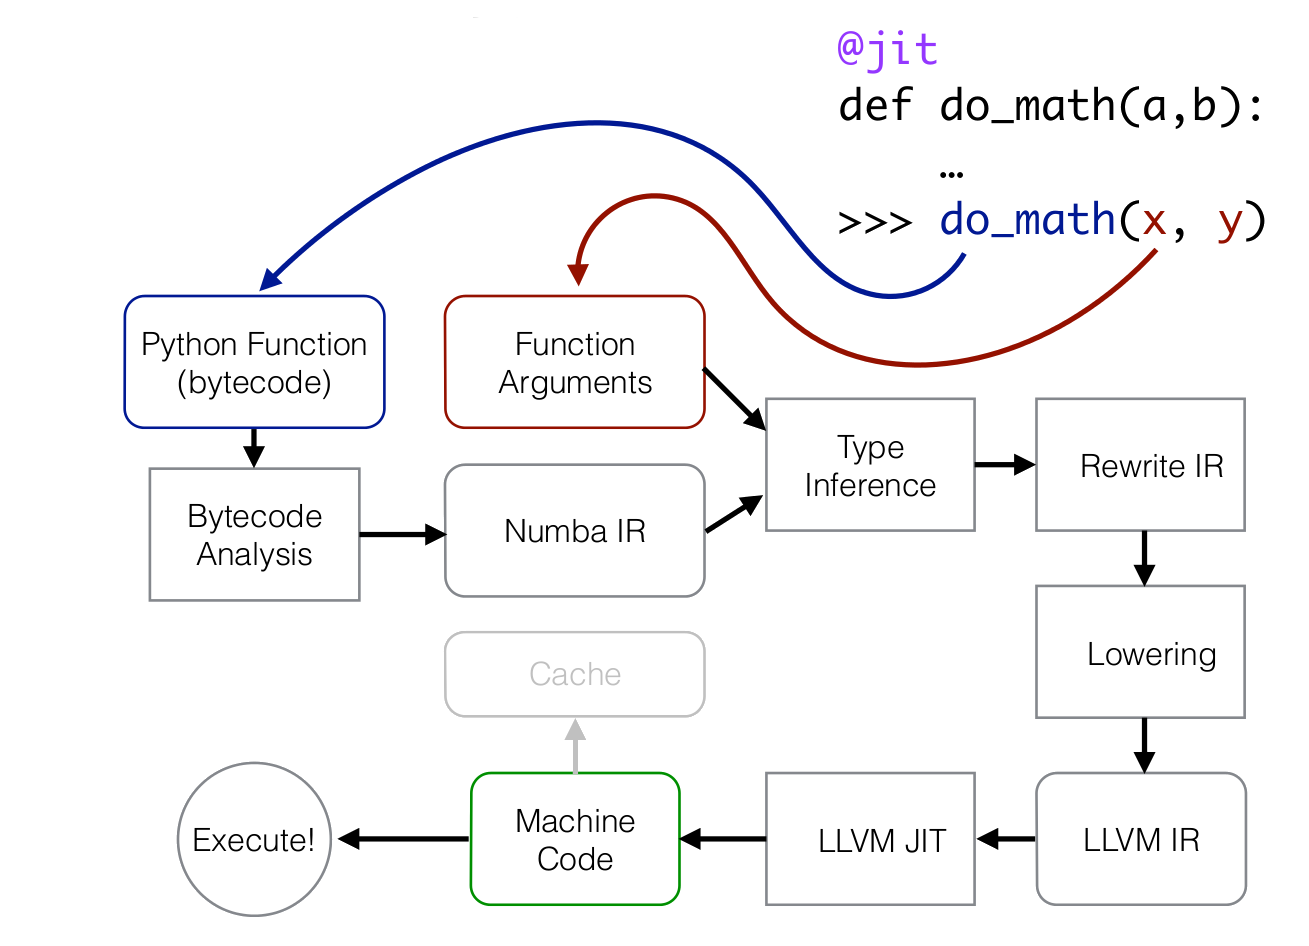 @jit
def do_math(a,b):
…
>>> do_math(x, y)
Python Function
(bytecode)
Function
Arguments
Type
Inference
Rewrite IR
Bytecode
Analysis
Numba IR
Lowering
Cache
Machine
Code
Execute!
LLVM JIT
LLVM IR